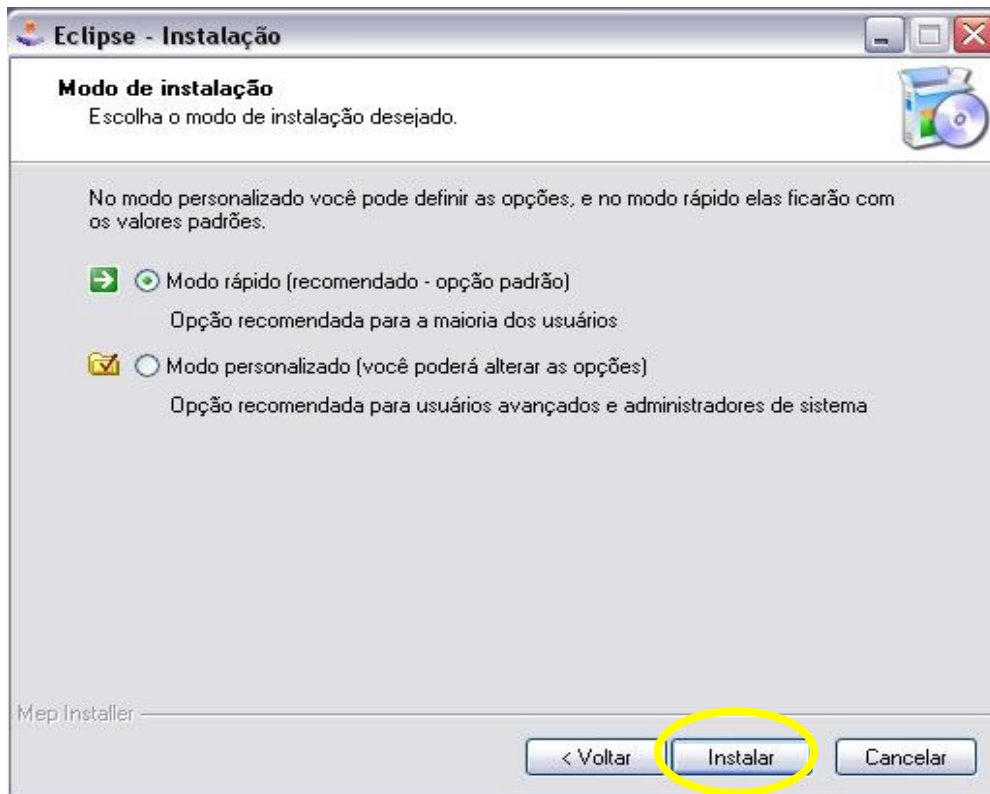 Eclipse - Instalação
Modo de instalação
Escolha o modo de instalação desejado.
No modo personalizado você pode definir as opções, e no modo rápido elas ficarão com
os valores padrões.
Modo rápido (recomendado - opção padrão)
Opção recomendada para a maioria dos usuários
Modo personalizado (você poderá alterar as opções)
Opção recomendada para usuários avançados e administradores de sistema
Mep Installer
< Voltar Instalar Cancelar